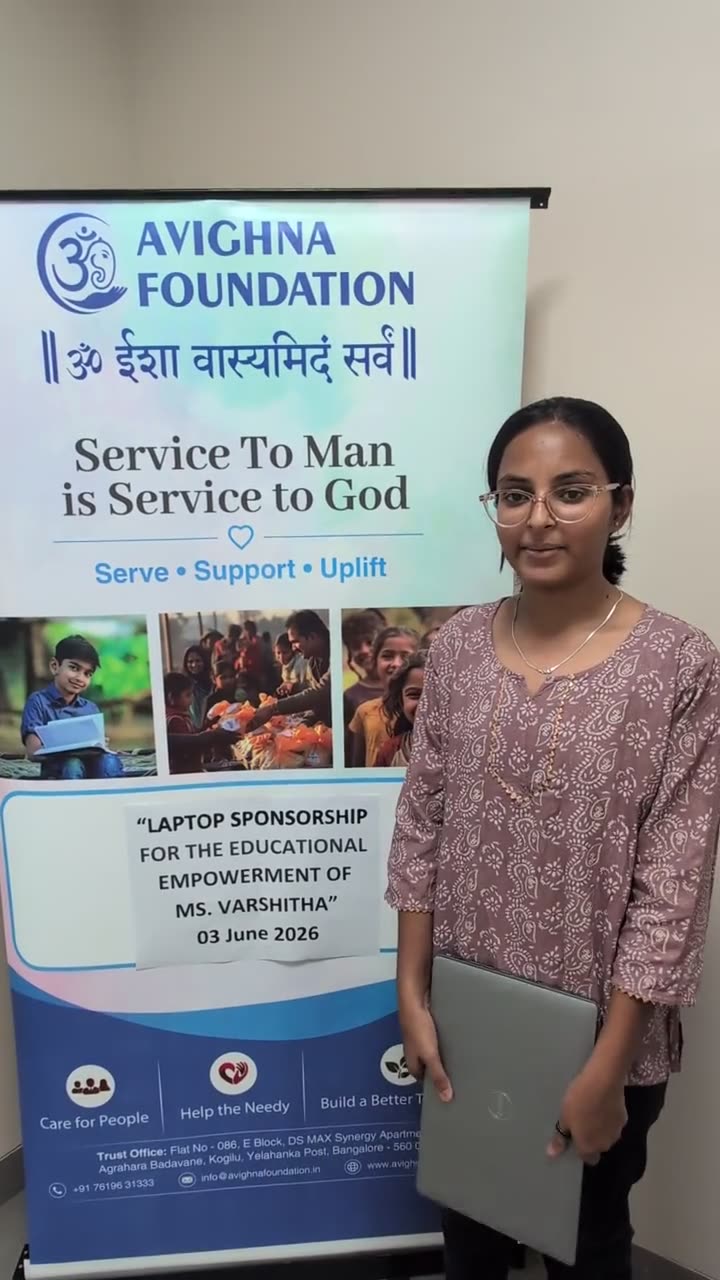 AVIGHNA
FOUNDATION
||ॐ ईशा वास्यमिदं सर्वं||
Service To Man
is Service to God
Serve • Support • Uplift
“LAPTOP SPONSORSHIP
FOR THE EDUCATIONAL
EMPOWERMENT OF
MS. VARSHITHA”
03 June 2026
Care for People
Help the Needy
Build a Better
Trust Office: Flat No - 086, E Block, DS MAX Synergy
Agrahara Badavane, Kogilu, Yelahanka Post, Bangalore - 560
+91 76196 31333
info@avighnafoundation.in